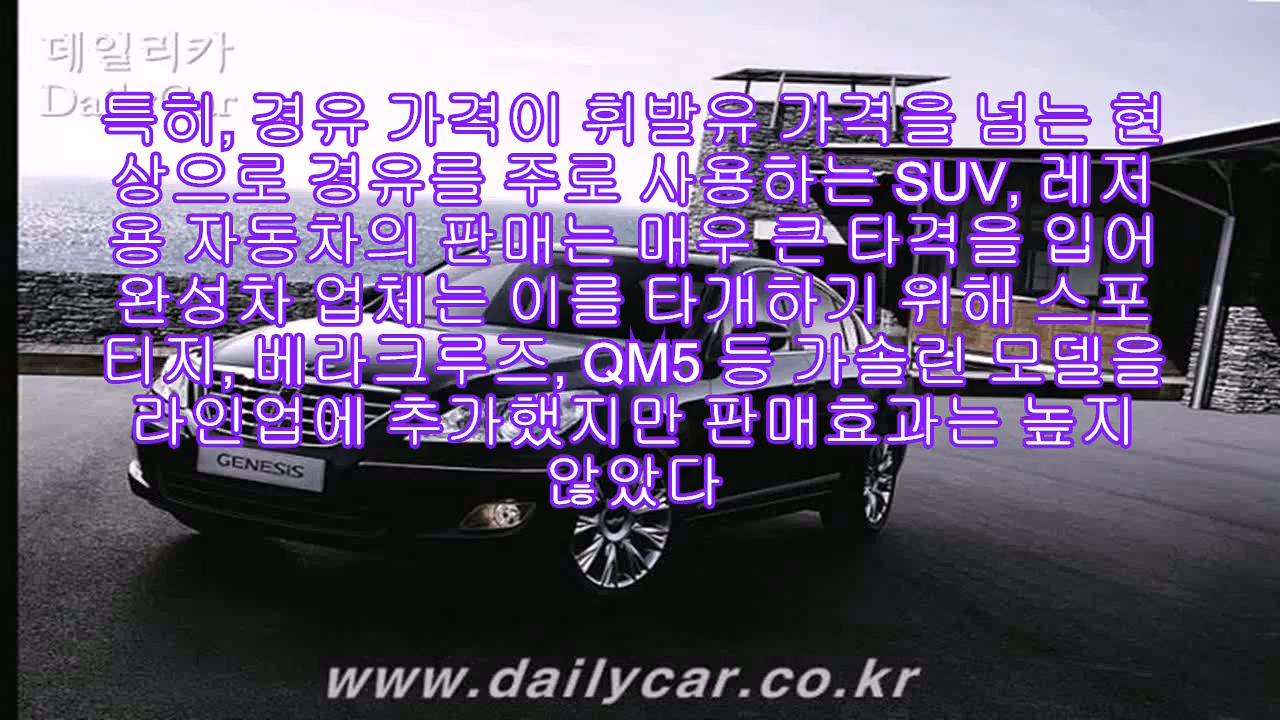 데일리카
DailyCar
특히, 경유 가격이 휘발유 가격을 넘는 현
상으로 경유를 주로 사용하는 SUV, 레저
용 자동차의 판매는 매우 큰 타격을 입어
완성차 업체는 이를 타개하기 위해 스포
티지, 베라크루즈, QM5 등 가솔린 모델을
라인업에 추가했지만 판매효과는 높지
않았다
GENESIS
www.dailycar.co.kr